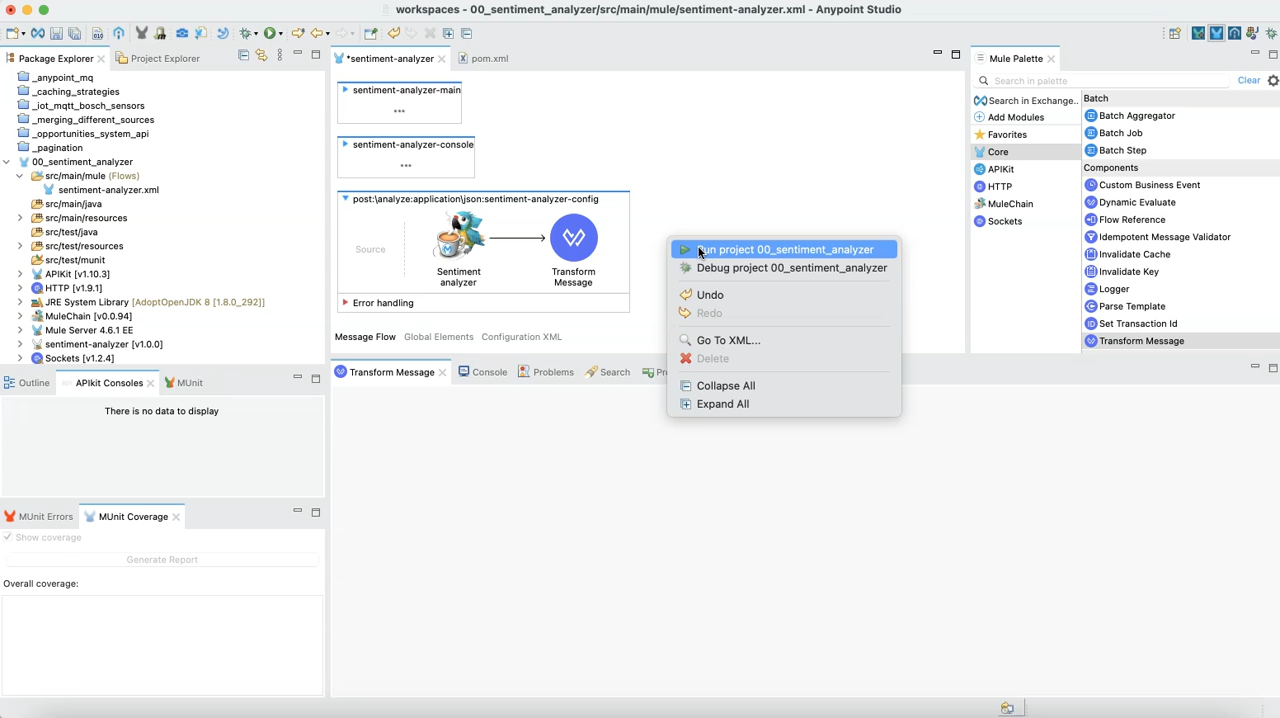 workspaces - 00_sentiment_analyzer/src/main/mule/sentiment-analyzer.xml - Anypoint Studio
Package Explorer
Project Explorer
_anypoint_mq
_caching_strategies
_iot_mqtt_bosch_sensors
_merging_different_sources
_opportunities_system_api
_pagination
00_sentiment_analyzer
src/main/mule (Flows)
sentiment-analyzer.xml
src/main/java
src/main/resources
src/test/java
src/test/resources
src/test/munit
APIKit [v1.10.3]
HTTP [v1.9.1]
JRE System Library [AdoptOpenJDK 8 [1.8.0_292]]
MuleChain [v0.0.94]
Mule Server 4.6.1 EE
sentiment-analyzer [v1.0.0]
Sockets [v1.2.4]
Outline
APIkit Consoles
MUnit
There is no data to display
MUnit Errors
MUnit Coverage
Show coverage
Generate Report
Overall coverage:
*sentiment-analyzer
pom.xml
sentiment-analyzer-main
sentiment-analyzer-console
post:\analyze:application\json:sentiment-analyzer-config
Source
Sentiment
analyzer
Transform
Message
Error handling
Message Flow
Global Elements
Configuration XML
Run project 00_sentiment_analyzer
Debug project 00_sentiment_analyzer
Undo
Redo
Go To XML...
Delete
Collapse All
Expand All
Transform Message
Console
Problems
Search
Mule Palette
Search in palette
Clear
Search in Exchange..
Add Modules
Favorites
Core
APIKit
HTTP
MuleChain
Sockets
Batch
Batch Aggregator
Batch Job
Batch Step
Components
Custom Business Event
Dynamic Evaluate
Flow Reference
Idempotent Message Validator
Invalidate Cache
Invalidate Key
Logger
Parse Template
Set Transaction Id
Transform Message